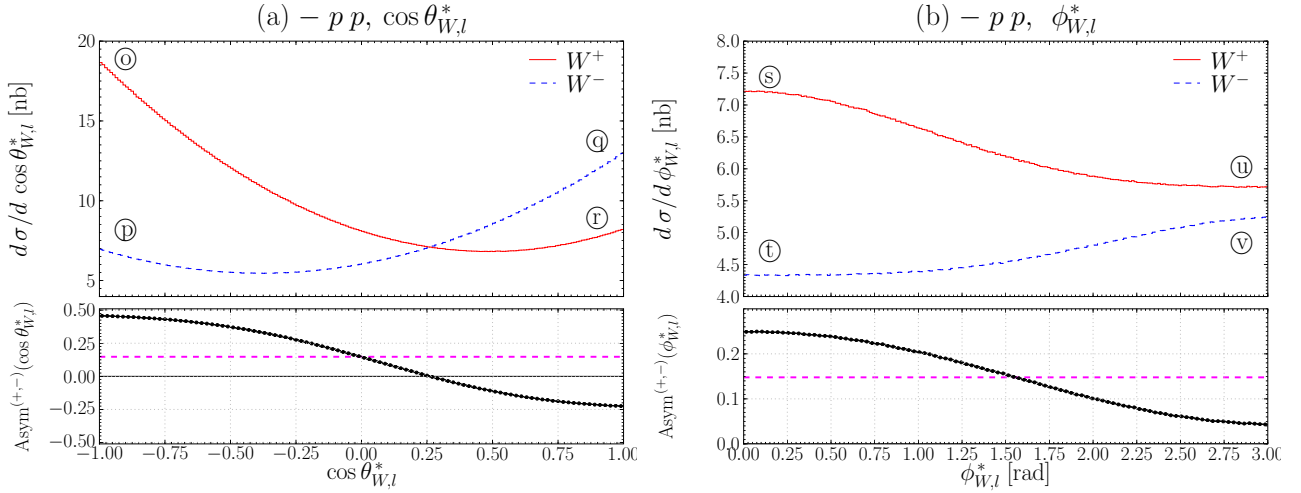 (a) − p p, cos θ*W,l
20
15
10
5
d σ/d cos θ*W,l [nb]
W+
W−
o
p
q
r
0.50
0.25
0.00
−0.25
−0.50
Asym(+,−)(cos θ*W,l)
−1.00 −0.75 −0.50 −0.25 0.00 0.25 0.50 0.75 1.00
cos θ*W,l
(b) − p p, ϕ*W,l
8.0
7.5
7.0
6.5
6.0
5.5
5.0
4.5
4.0
d σ/d ϕ*W,l [nb]
W+
W−
s
t
u
v
0.2
0.1
0.0
Asym(+,−)(ϕ*W,l)
0.00 0.25 0.50 0.75 1.00 1.25 1.50 1.75 2.00 2.25 2.50 2.75 3.00
ϕ*W,l [rad]